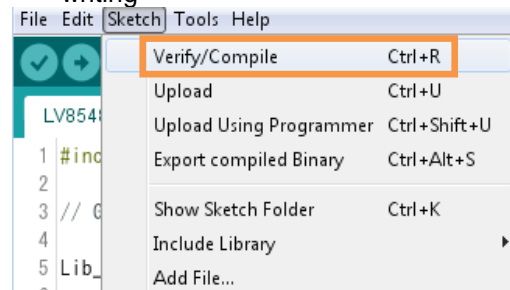 writing
File Edit Sketch Tools Help
Verify/Compile Ctrl+R
Upload Ctrl+U
LV854
Upload Using Programmer Ctrl+Shift+U
1 #inc
Export compiled Binary Ctrl+Alt+S
2
3 // G
Show Sketch Folder Ctrl+K
4
Include Library
5 Lib_
Add File...